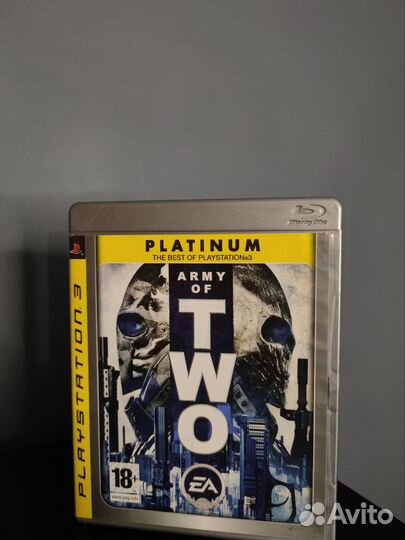 Blu-ray Disc
PLATINUM
THE BEST OF PLAYSTATION®3
ARMY
OF
TWO
PLAYSTATION 3
18+
www.pegi.info
EA
Avito